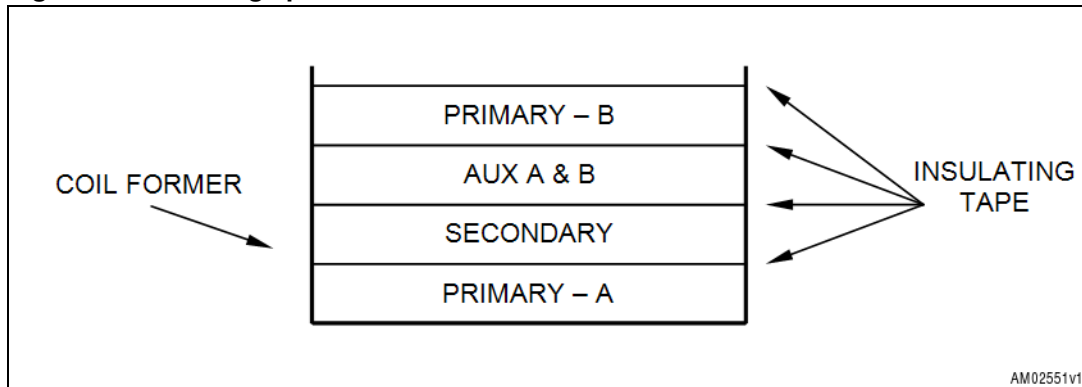 PRIMARY – B
AUX A & B
SECONDARY
PRIMARY – A
COIL FORMER
INSULATING
TAPE
AM02551v1